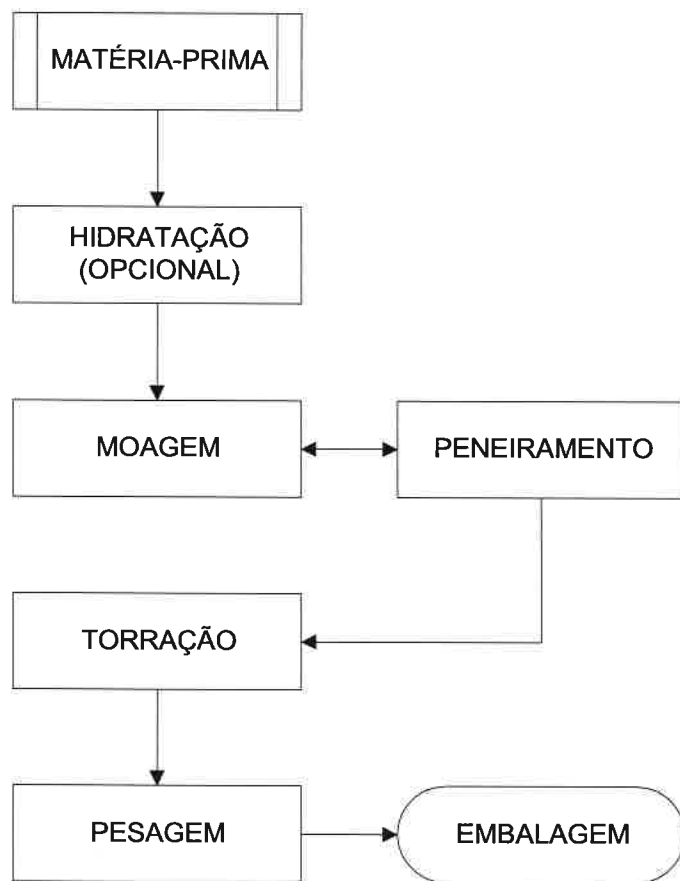 MATÉRIA-PRIMA
HIDRATAÇÃO
(OPCIONAL)
MOAGEM
PENEIRAMENTO
TORRAÇÃO
PESAGEM
EMBALAGEM